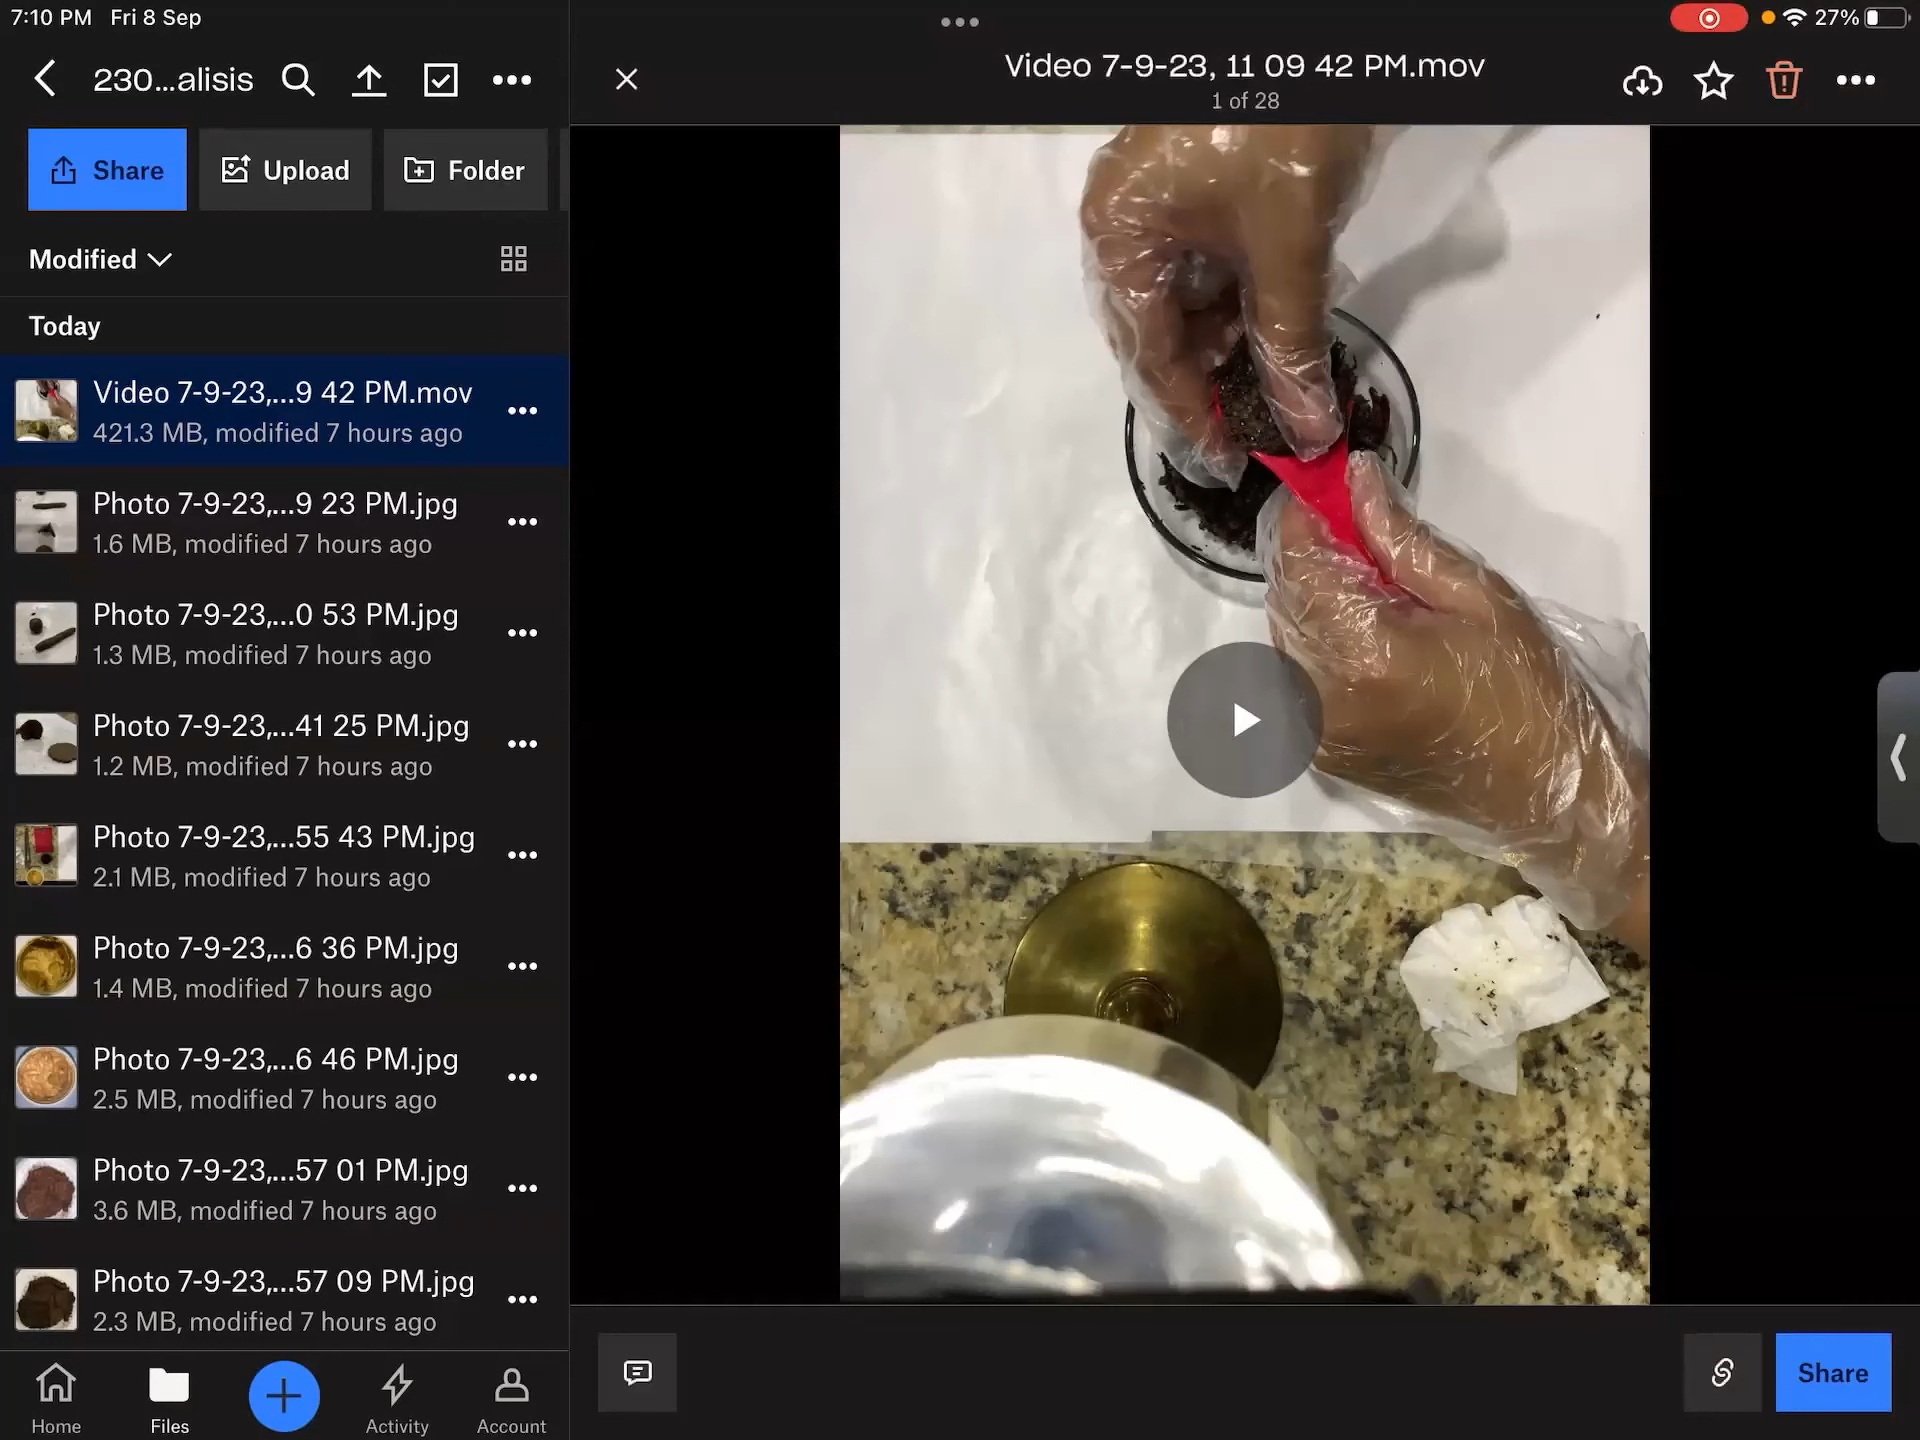 7:10 PM Fri 8 Sep
27%
230...alisis
Video 7-9-23, 11 09 42 PM.mov
1 of 28
Share
Upload
Folder
Modified
Today
Video 7-9-23,...9 42 PM.mov
421.3 MB, modified 7 hours ago
Photo 7-9-23,...9 23 PM.jpg
1.6 MB, modified 7 hours ago
Photo 7-9-23,...0 53 PM.jpg
1.3 MB, modified 7 hours ago
Photo 7-9-23,...41 25 PM.jpg
1.2 MB, modified 7 hours ago
Photo 7-9-23,...55 43 PM.jpg
2.1 MB, modified 7 hours ago
Photo 7-9-23,...6 36 PM.jpg
1.4 MB, modified 7 hours ago
Photo 7-9-23,...6 46 PM.jpg
2.5 MB, modified 7 hours ago
Photo 7-9-23,...57 01 PM.jpg
3.6 MB, modified 7 hours ago
Photo 7-9-23,...57 09 PM.jpg
2.3 MB, modified 7 hours ago
Home
Files
Activity
Account
Share